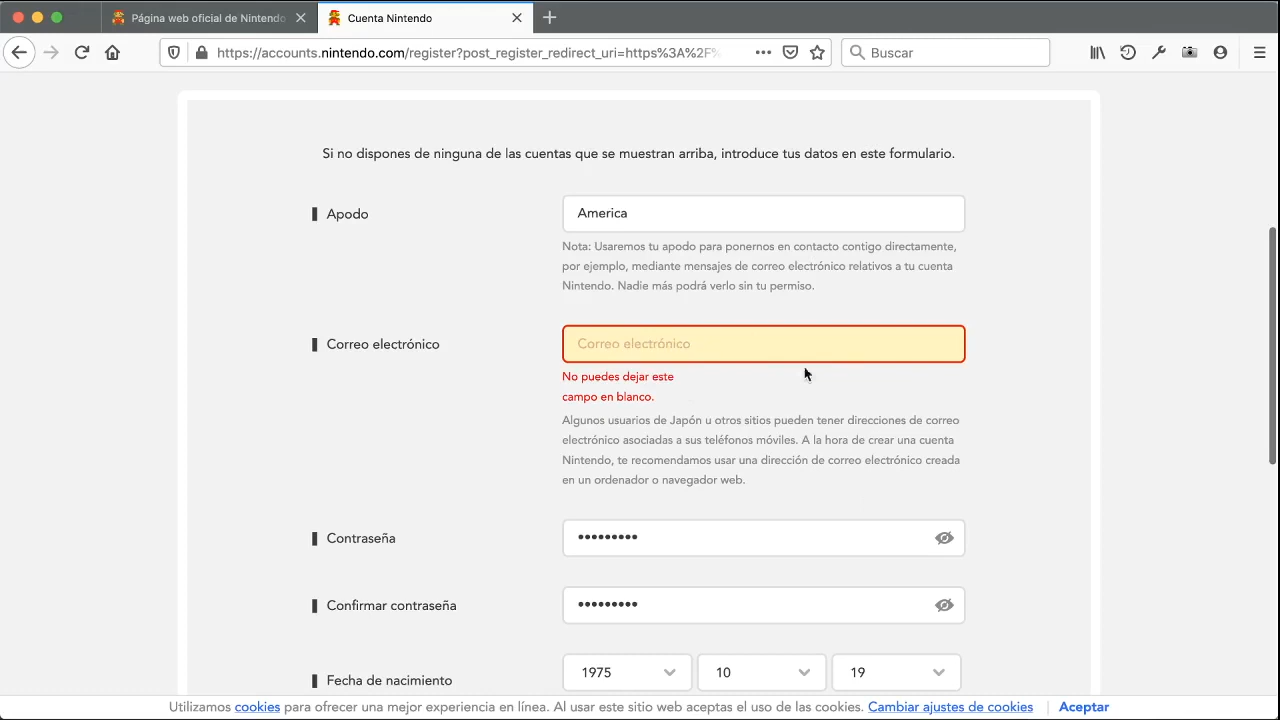 Página web oficial de Nintendo
Cuenta Nintendo
https://accounts.nintendo.com/register?post_register_redirect_uri=https%3A%2F%
Buscar
Si no dispones de ninguna de las cuentas que se muestran arriba, introduce tus datos en este formulario.
Apodo
America
Nota: Usaremos tu apodo para ponernos en contacto contigo directamente,
por ejemplo, mediante mensajes de correo electrónico relativos a tu cuenta
Nintendo. Nadie más podrá verlo sin tu permiso.
Correo electrónico
Correo electrónico
No puedes dejar este
campo en blanco.
Algunos usuarios de Japón u otros sitios pueden tener direcciones de correo
electrónico asociadas a sus teléfonos móviles. A la hora de crear una cuenta
Nintendo, te recomendamos usar una dirección de correo electrónico creada
en un ordenador o navegador web.
Contraseña
•••••••••
Confirmar contraseña
•••••••••
Fecha de nacimiento
1975 10 19
Utilizamos cookies para ofrecer una mejor experiencia en línea. Al usar este sitio web aceptas el uso de las cookies. Cambiar ajustes de cookies Aceptar